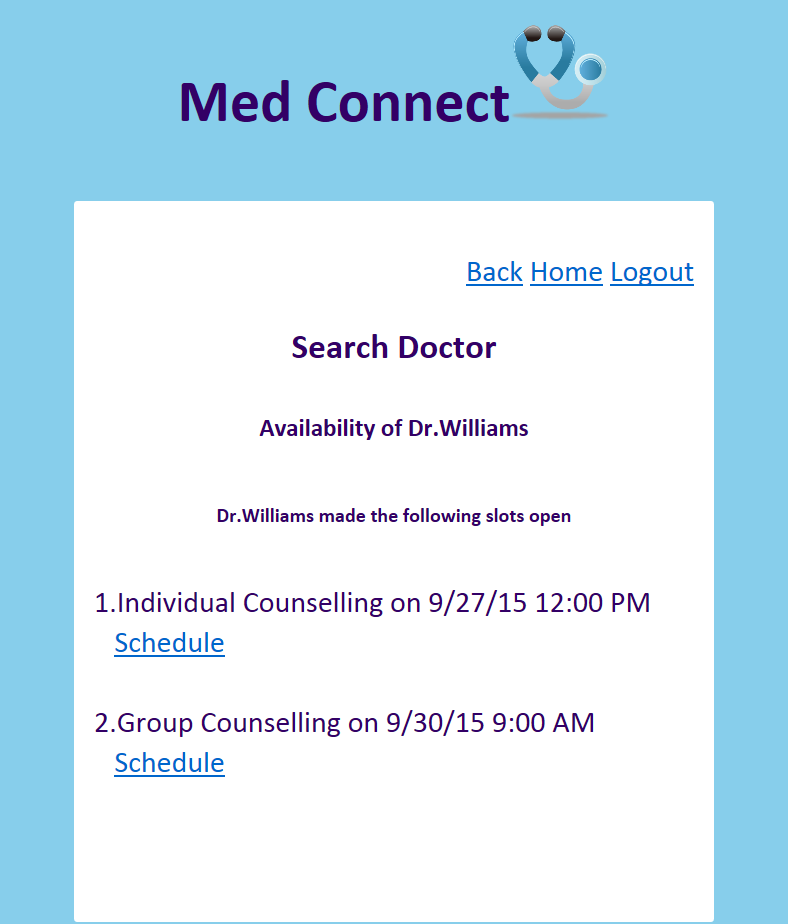 Med Connect
Back Home Logout
Search Doctor
Availability of Dr.Williams
Dr.Williams made the following slots open
1.Individual Counselling on 9/27/15 12:00 PM
Schedule
2.Group Counselling on 9/30/15 9:00 AM
Schedule